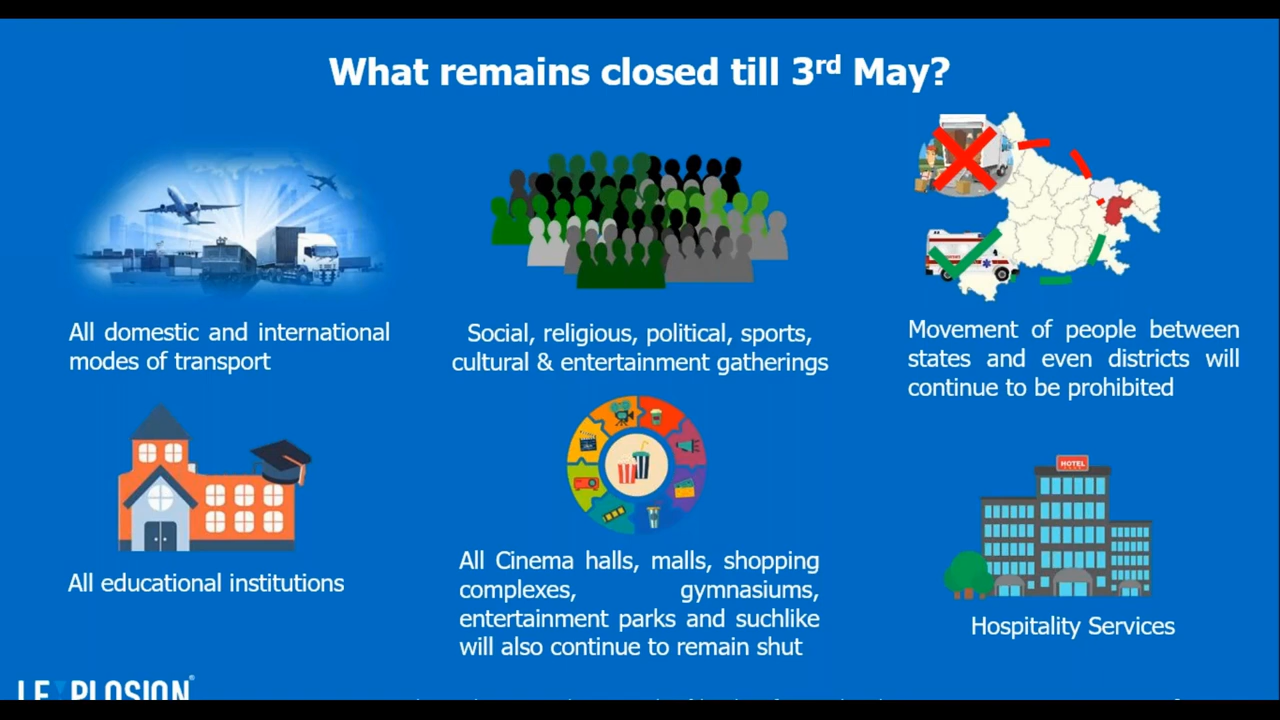 What remains closed till 3rd May?
All domestic and international
modes of transport
Social, religious, political, sports,
cultural & entertainment gatherings
Movement of people between
states and even districts will
continue to be prohibited
All educational institutions
All Cinema halls, malls, shopping
complexes, gymnasiums,
entertainment parks and suchlike
will also continue to remain shut
HOTEL
Hospitality Services